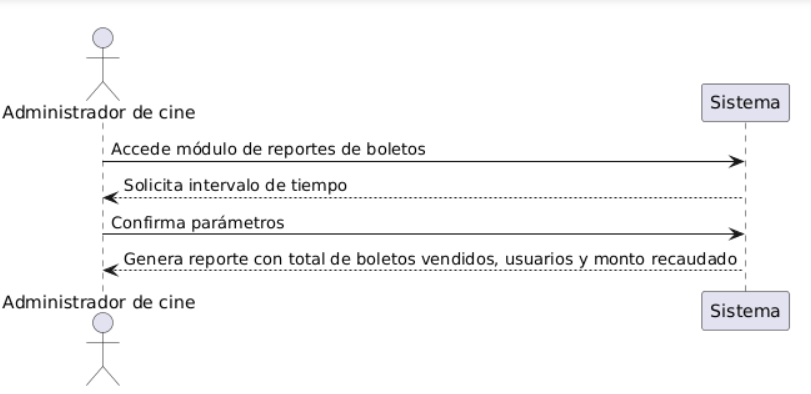 Administrador de cine
Sistema
Accede módulo de reportes de boletos
Solicita intervalo de tiempo
Confirma parámetros
Genera reporte con total de boletos vendidos, usuarios y monto recaudado
Administrador de cine
Sistema